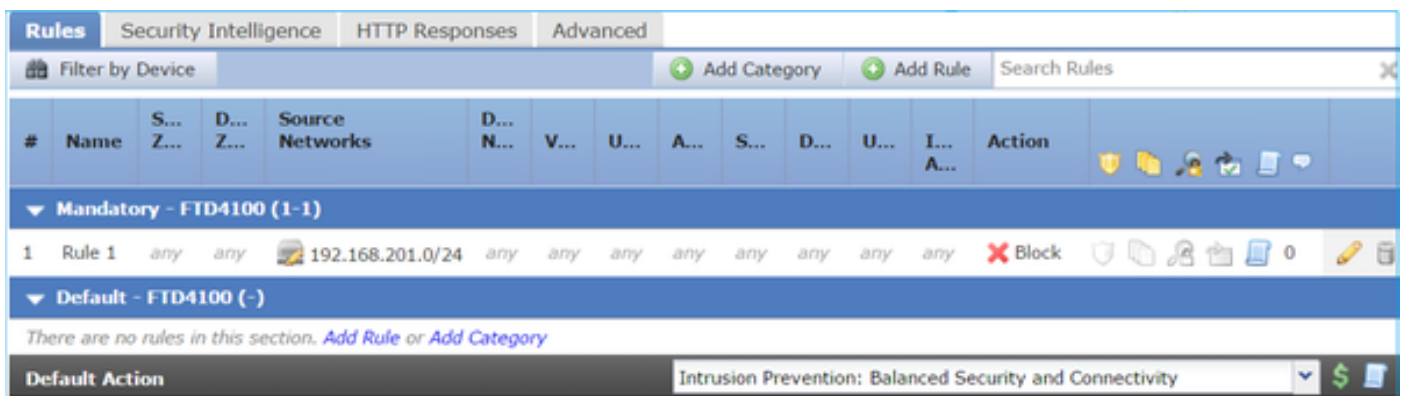 Rules Security Intelligence HTTP Responses Advanced
Filter by Device Add Category Add Rule Search Rules
# Name S... Z... D... Z... Source Networks D... N... V... U... A... S... D... U... I... A... Action
Mandatory - FTD4100 (1-1)
1 Rule 1 any any 192.168.201.0/24 any any any any any any any any Block 0
Default - FTD4100 (-)
There are no rules in this section. Add Rule or Add Category
Default Action Intrusion Prevention: Balanced Security and Connectivity $